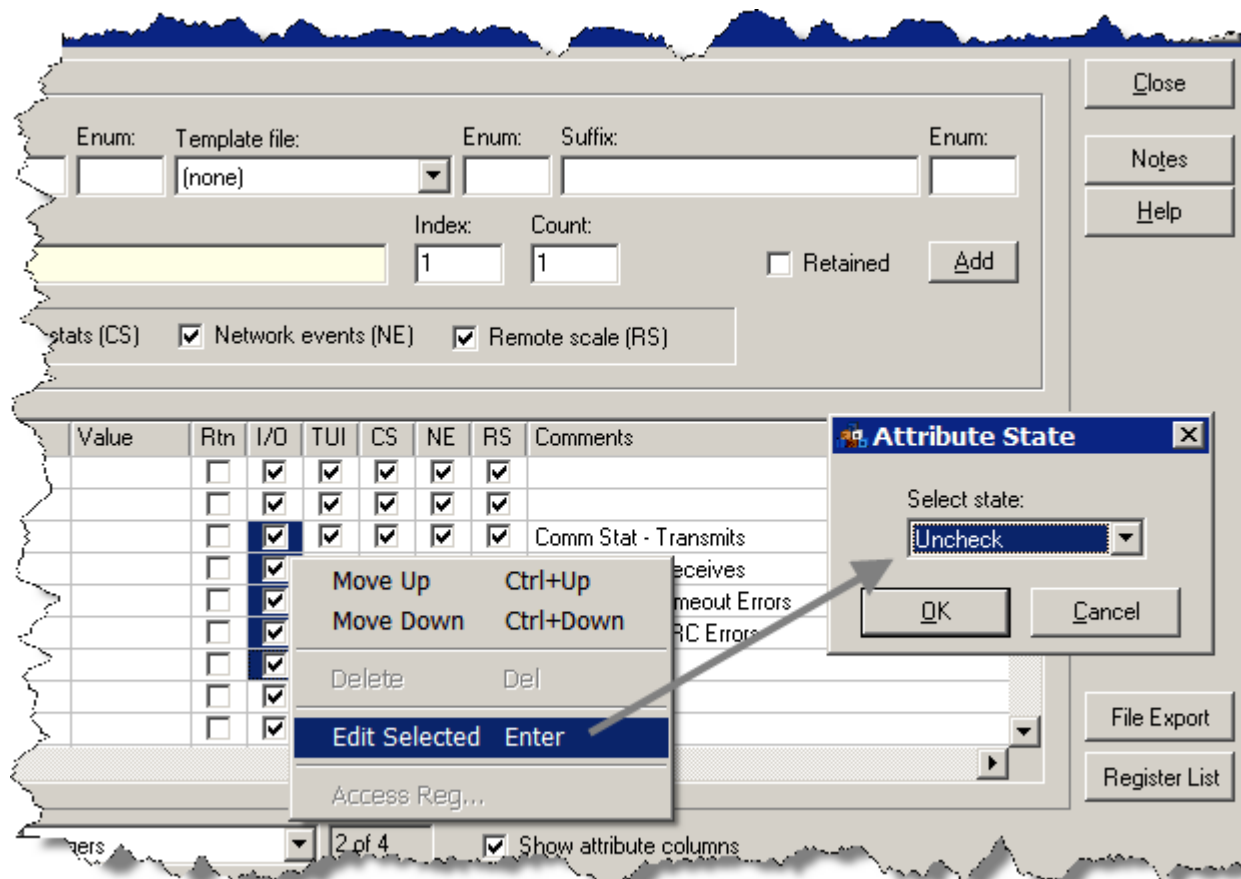 Close
Enum: Template file: Enum: Suffix: Enum:
(none)
Notes
Help
Index: Count:
1 1 Retained Add
stats (CS) Network events (NE) Remote scale (RS)
Value Rtn I/O TUI CS NE RS Comments
Attribute State
Select state:
Uncheck
OK Cancel
Comm Stat - Transmits
eceives
meout Errors
RC Errors
Move Up Ctrl+Up
Move Down Ctrl+Down
Delete Del
Edit Selected Enter
Access Reg...
File Export
Register List
gers 2 of 4 Show attribute columns